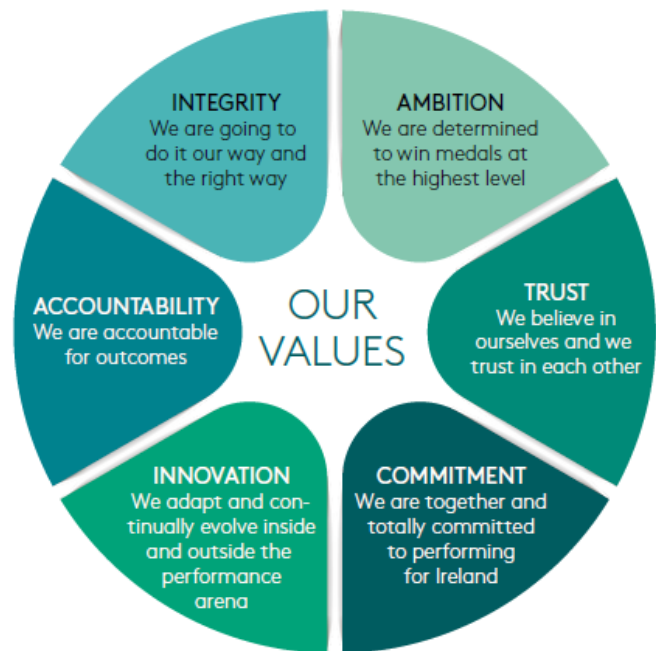 INTEGRITY
We are going to
do it our way and
the right way
AMBITION
We are determined
to win medals at
the highest level
ACCOUNTABILITY
We are accountable
for outcomes
OUR
VALUES
TRUST
We believe in
ourselves and we
trust in each other
INNOVATION
We adapt and con-
tinually evolve inside
and outside the
performance
arena
COMMITMENT
We are together and
totally committed
to performing
for Ireland